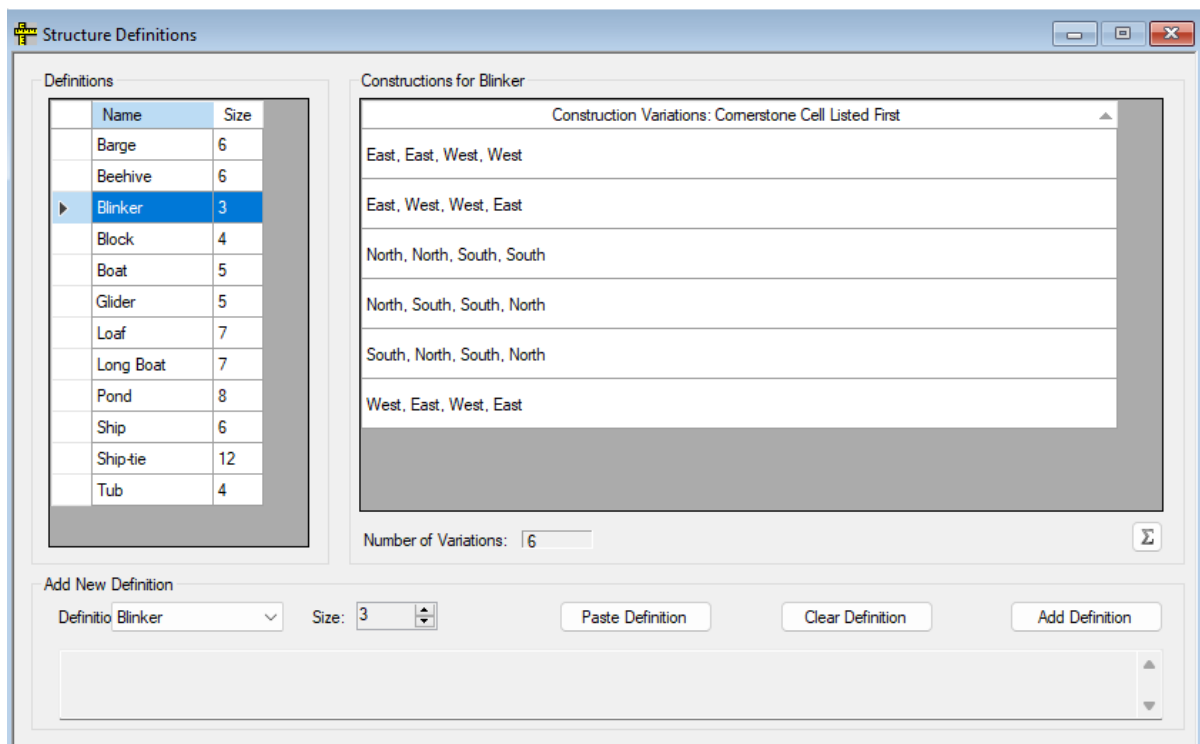 Structure Definitions
Definitions
Name Size
Barge 6
Beehive 6
Blinker 3
Block 4
Boat 5
Glider 5
Loaf 7
Long Boat 7
Pond 8
Ship 6
Ship-tie 12
Tub 4
Constructions for Blinker
Construction Variations: Cornerstone Cell Listed First
East, East, West, West
East, West, West, East
North, North, South, South
North, South, South, North
South, North, South, North
West, East, West, East
Number of Variations: 6
Σ
Add New Definition
Definitio Blinker Size: 3 Paste Definition Clear Definition Add Definition